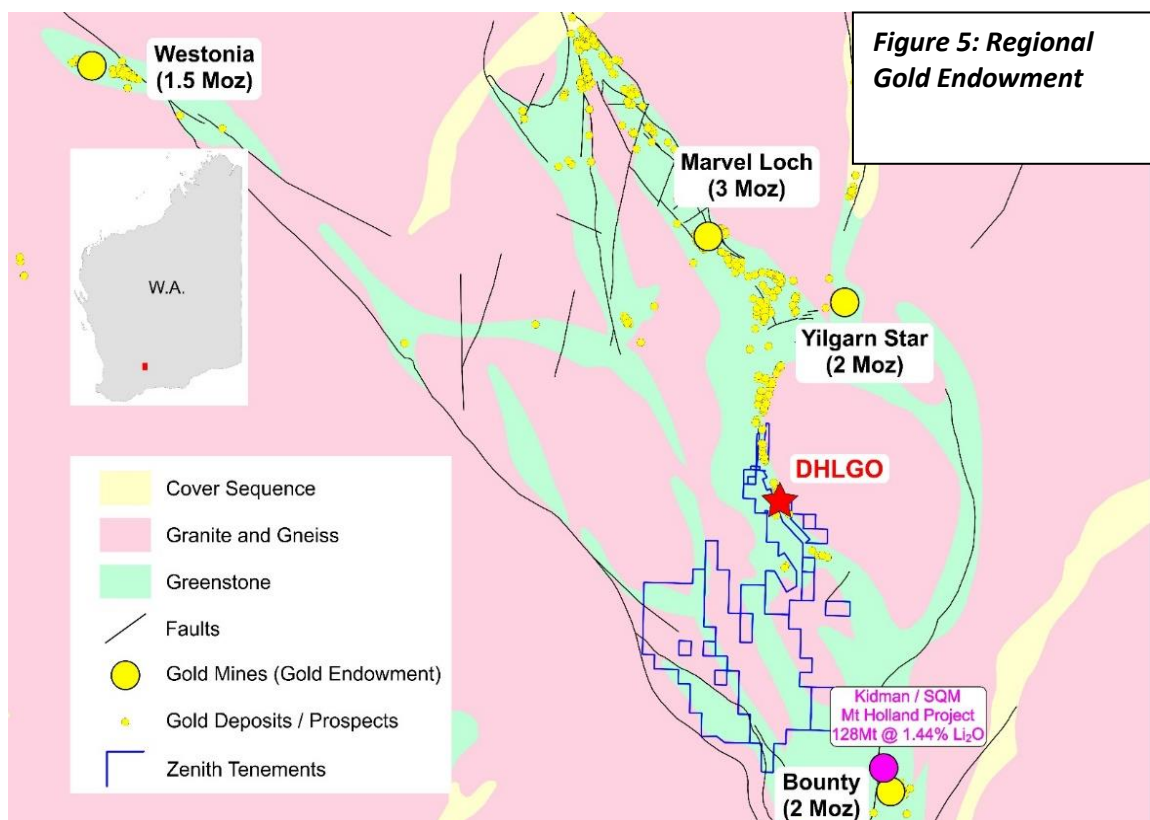 Figure 5: Regional
Gold Endowment
Westonia
(1.5 Moz)
Marvel Loch
(3 Moz)
W.A.
Yilgarn Star
(2 Moz)
DHLGO
Cover Sequence
Granite and Gneiss
Greenstone
Faults
Gold Mines (Gold Endowment)
Gold Deposits / Prospects
Zenith Tenements
Kidman / SQM
Mt Holland Project
128Mt @ 1.44% Li₂O
Bounty
(2 Moz)